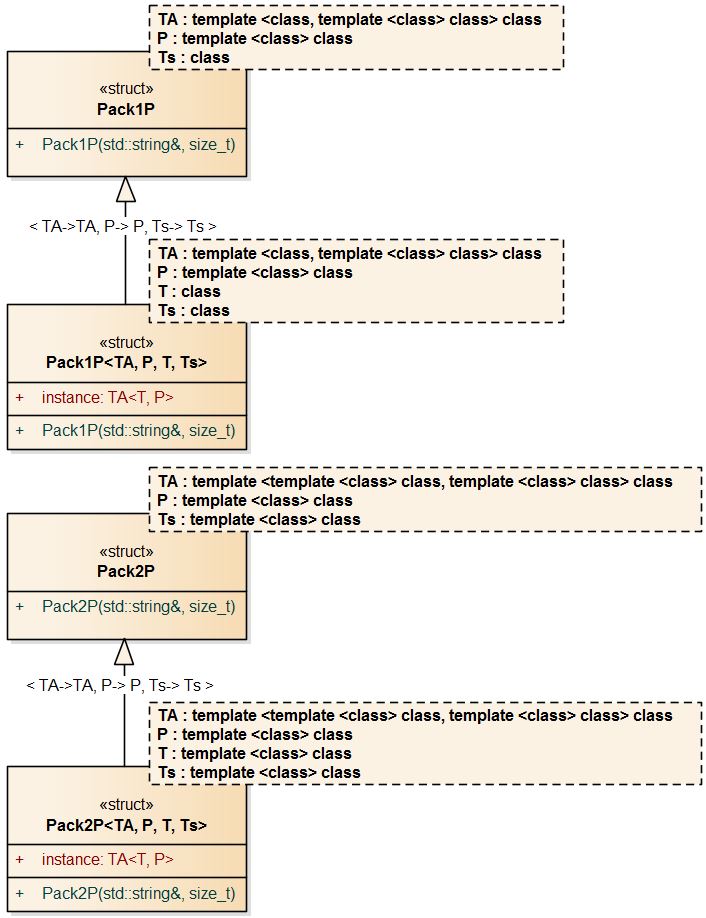 TA : template <class, template <class> class> class
P : template <class> class
Ts : class
«struct»
Pack1P
+ Pack1P(std::string&, size_t)
< TA->TA, P-> P, Ts-> Ts >
TA : template <class, template <class> class> class
P : template <class> class
T : class
Ts : class
«struct»
Pack1P<TA, P, T, Ts>
+ instance: TA<T, P>
+ Pack1P(std::string&, size_t)
TA : template <template <class> class, template <class> class> class
P : template <class> class
Ts : template <class> class
«struct»
Pack2P
+ Pack2P(std::string&, size_t)
< TA->TA, P-> P, Ts-> Ts >
TA : template <template <class> class, template <class> class> class
P : template <class> class
T : template <class> class
Ts : template <class> class
«struct»
Pack2P<TA, P, T, Ts>
+ instance: TA<T, P>
+ Pack2P(std::string&, size_t)